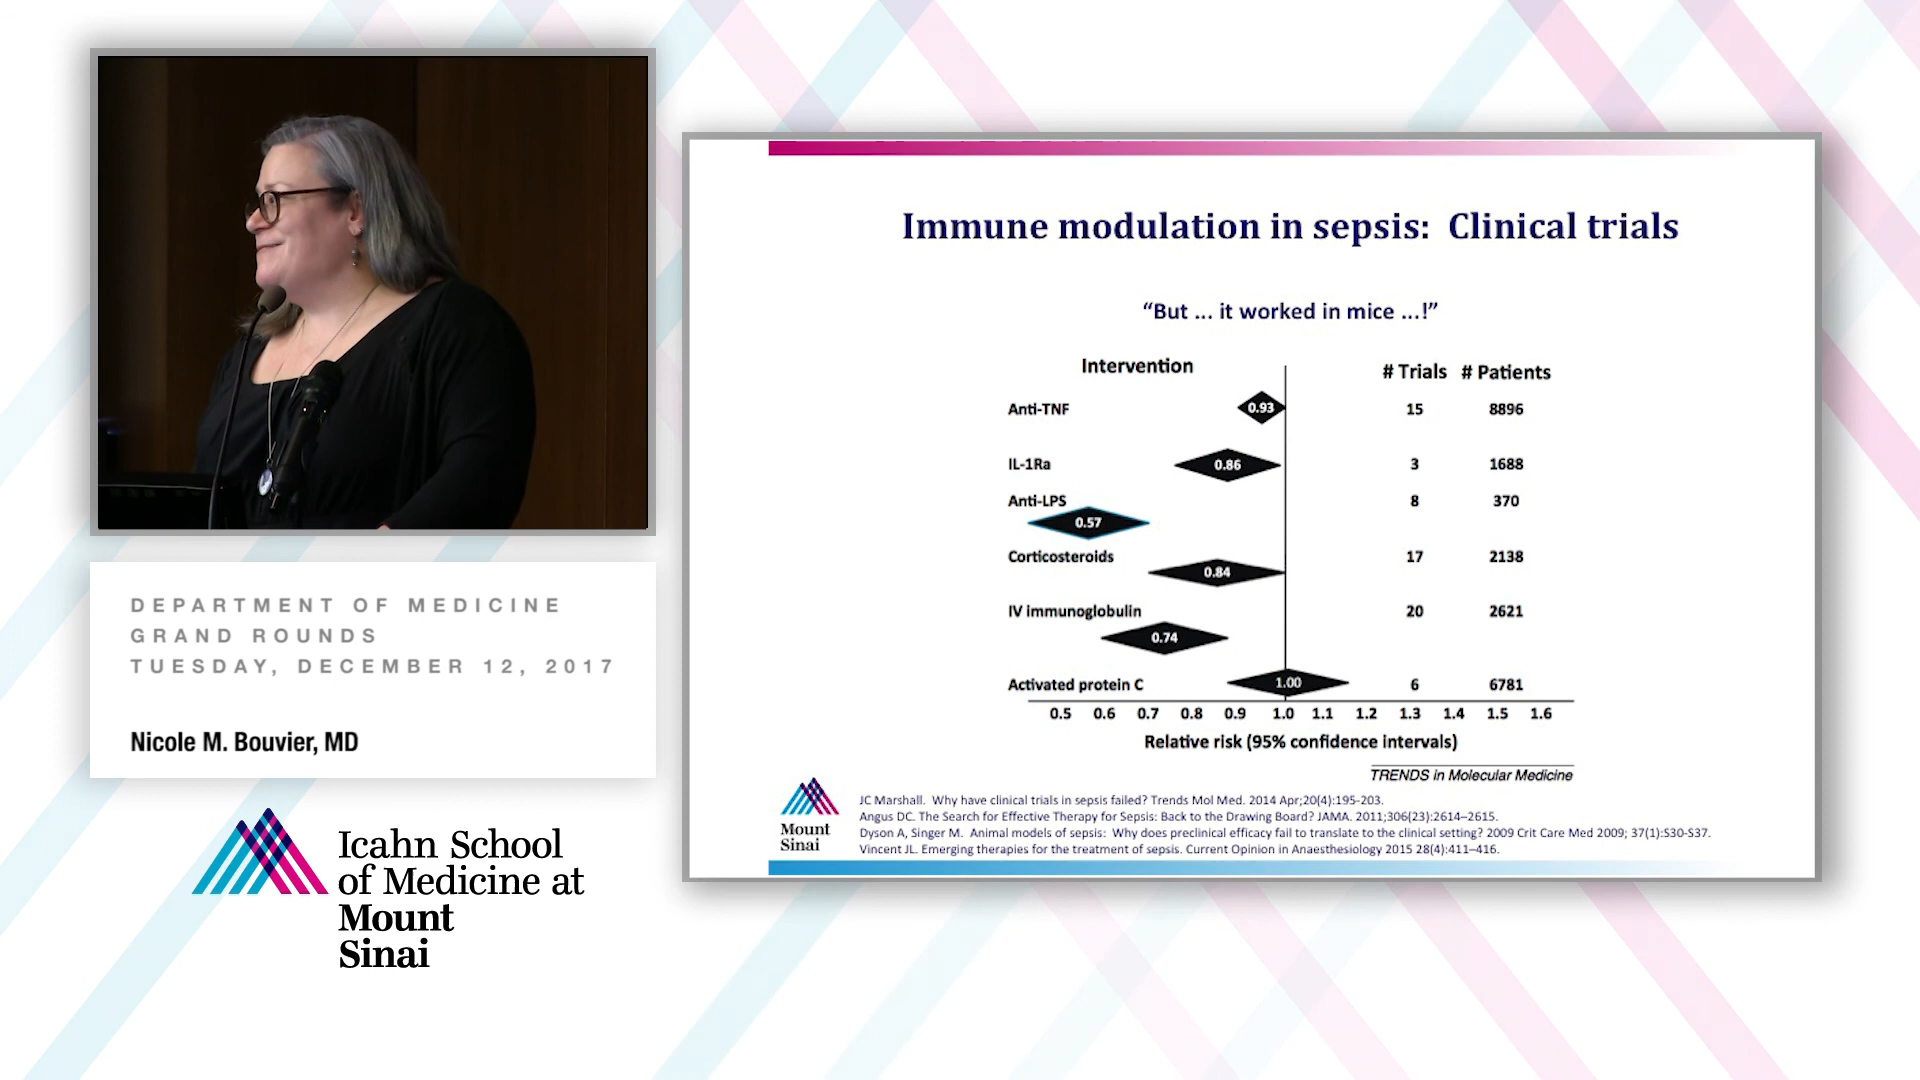 DEPARTMENT OF MEDICINE
GRAND ROUNDS
TUESDAY, DECEMBER 12, 2017
Nicole M. Bouvier, MD
Icahn School
of Medicine at
Mount
Sinai
Immune modulation in sepsis:  Clinical trials
“But ... it worked in mice ...!”
Intervention # Trials # Patients
Anti-TNF 0.93 15 8896
IL-1Ra 0.86 3 1688
Anti-LPS 8 370
0.57
Corticosteroids 17 2138
0.84
IV immunoglobulin 20 2621
0.74
Activated protein C 1.00 6 6781
0.5 0.6 0.7 0.8 0.9 1.0 1.1 1.2 1.3 1.4 1.5 1.6
Relative risk (95% confidence intervals)
TRENDS in Molecular Medicine
Mount
Sinai
JC Marshall.  Why have clinical trials in sepsis failed? Trends Mol Med. 2014 Apr;20(4):195-203.
Angus DC. The Search for Effective Therapy for Sepsis: Back to the Drawing Board? JAMA. 2011;306(23):2614–2615.
Dyson A, Singer M.  Animal models of sepsis:  Why does preclinical efficacy fail to translate to the clinical setting? 2009 Crit Care Med 2009; 37(1):S30-S37.
Vincent JL. Emerging therapies for the treatment of sepsis. Current Opinion in Anaesthesiology 2015 28(4):411–416.